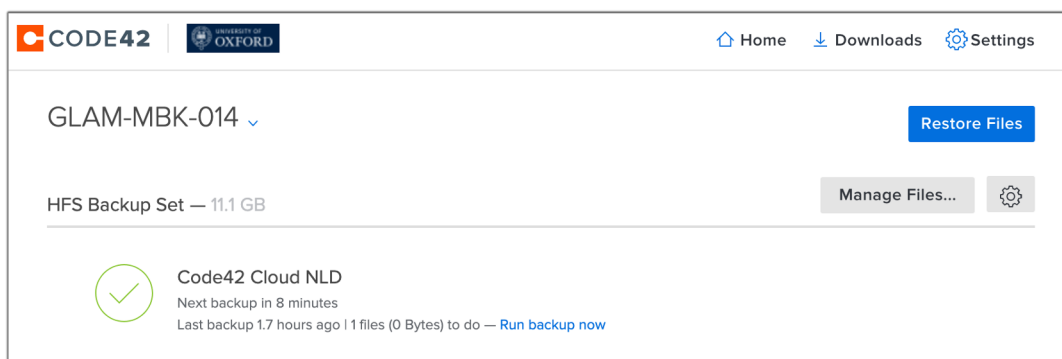 CODE42 UNIVERSITY OF OXFORD Home Downloads Settings
GLAM-MBK-014 Restore Files
HFS Backup Set — 11.1 GB Manage Files...
Code42 Cloud NLD
Next backup in 8 minutes
Last backup 1.7 hours ago | 1 files (0 Bytes) to do — Run backup now